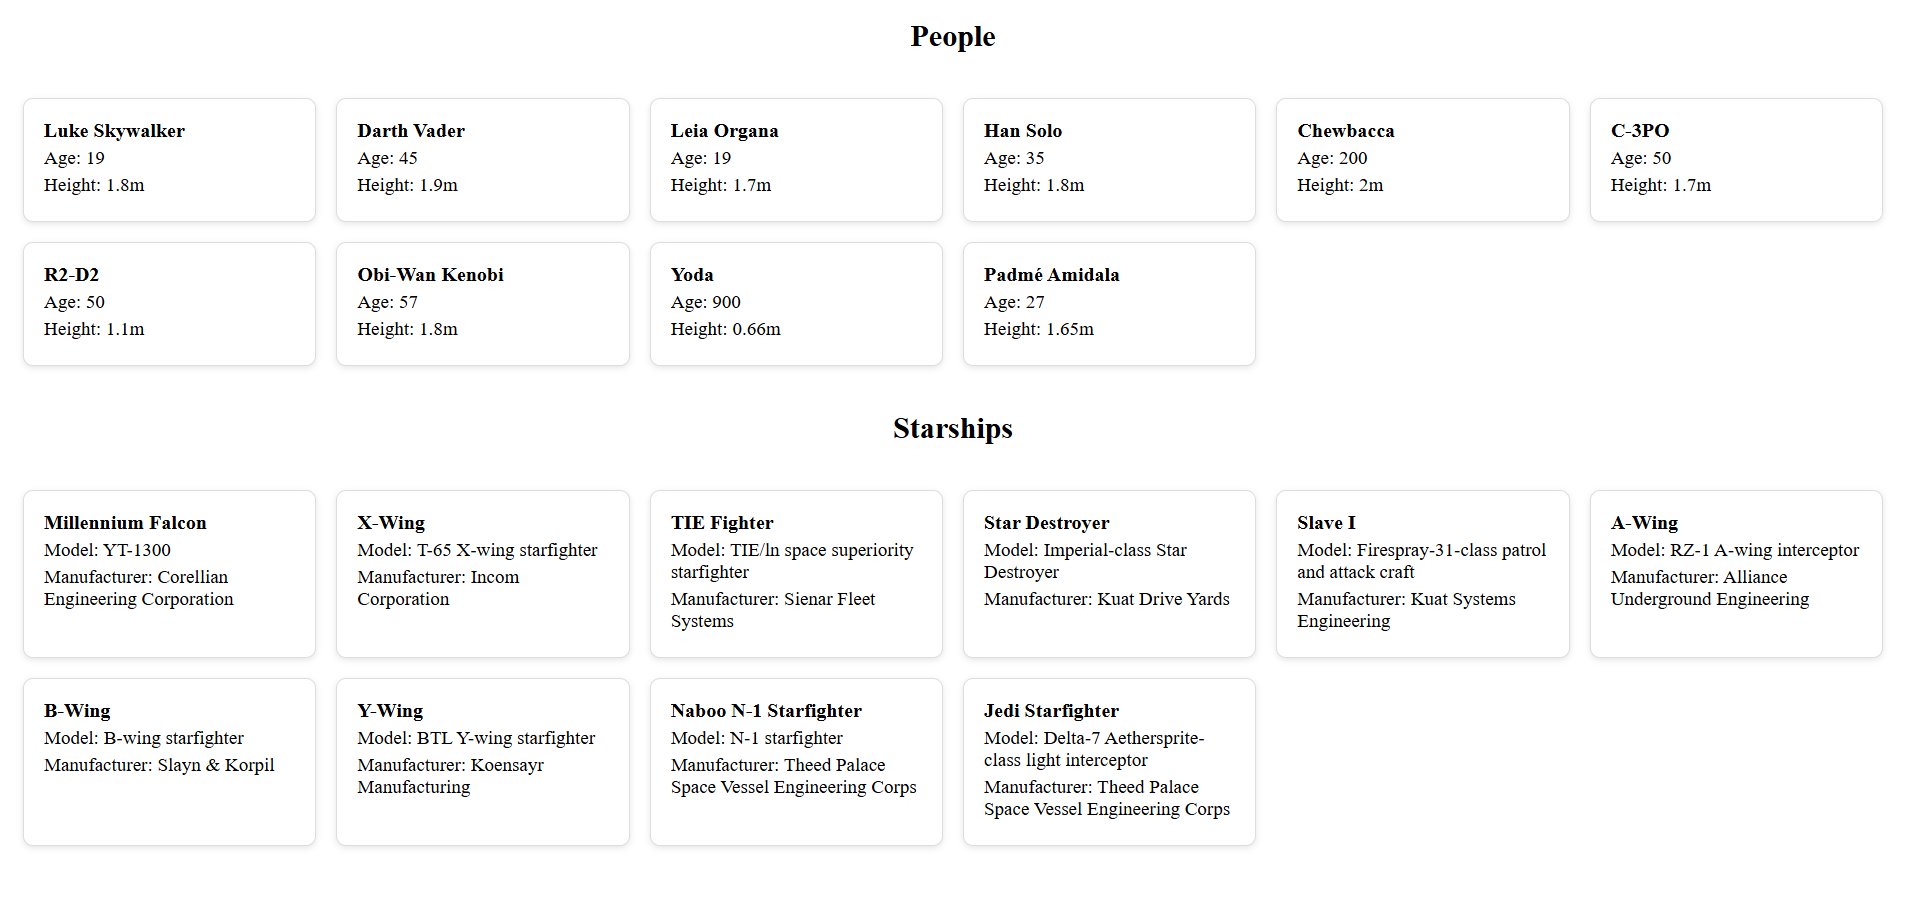 People
Luke Skywalker
Age: 19
Height: 1.8m
Darth Vader
Age: 45
Height: 1.9m
Leia Organa
Age: 19
Height: 1.7m
Han Solo
Age: 35
Height: 1.8m
Chewbacca
Age: 200
Height: 2m
C-3PO
Age: 50
Height: 1.7m
R2-D2
Age: 50
Height: 1.1m
Obi-Wan Kenobi
Age: 57
Height: 1.8m
Yoda
Age: 900
Height: 0.66m
Padmé Amidala
Age: 27
Height: 1.65m
Starships
Millennium Falcon
Model: YT-1300
Manufacturer: Corellian
Engineering Corporation
X-Wing
Model: T-65 X-wing starfighter
Manufacturer: Incom
Corporation
TIE Fighter
Model: TIE/ln space superiority
starfighter
Manufacturer: Sienar Fleet
Systems
Star Destroyer
Model: Imperial-class Star
Destroyer
Manufacturer: Kuat Drive Yards
Slave I
Model: Firespray-31-class patrol
and attack craft
Manufacturer: Kuat Systems
Engineering
A-Wing
Model: RZ-1 A-wing interceptor
Manufacturer: Alliance
Underground Engineering
B-Wing
Model: B-wing starfighter
Manufacturer: Slayn & Korpil
Y-Wing
Model: BTL Y-wing starfighter
Manufacturer: Koensayr
Manufacturing
Naboo N-1 Starfighter
Model: N-1 starfighter
Manufacturer: Theed Palace
Space Vessel Engineering Corps
Jedi Starfighter
Model: Delta-7 Aethersprite-
class light interceptor
Manufacturer: Theed Palace
Space Vessel Engineering Corps